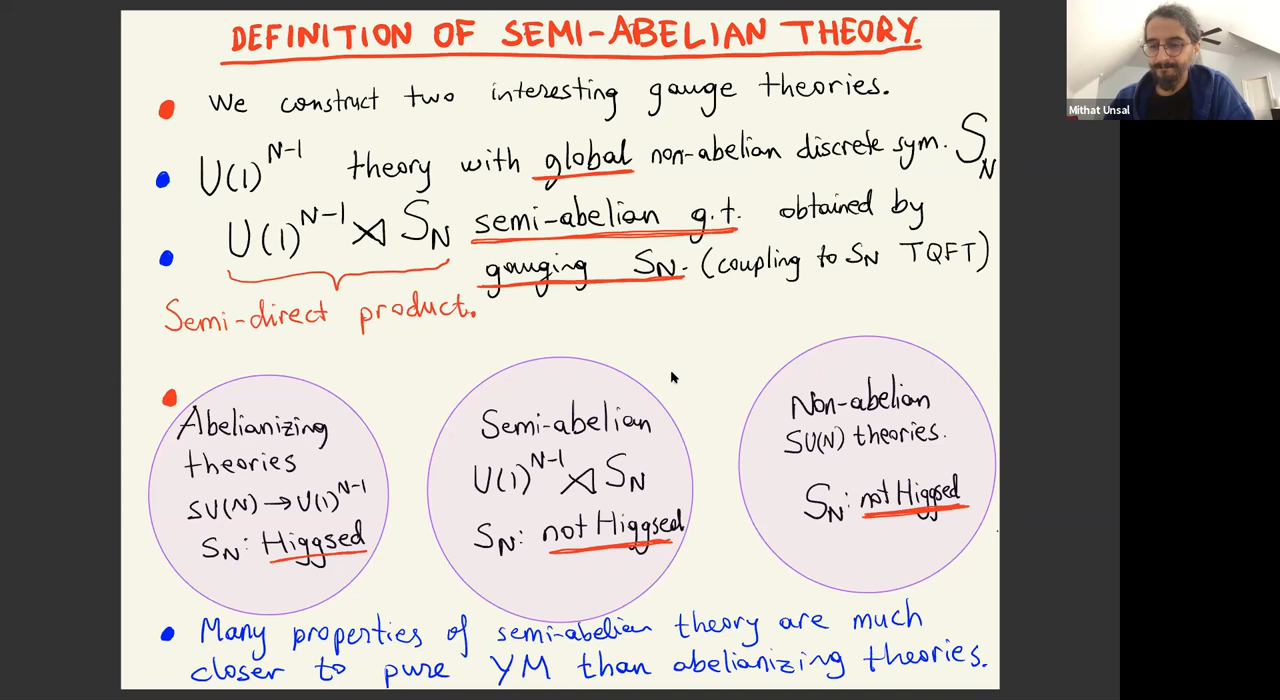 DEFINITION OF SEMI-ABELIAN THEORY.
We construct two interesting gauge theories.
U(1)^{N-1} theory with global non-abelian discrete sym. S_N
U(1)^{N-1} ⋊ S_N semi-abelian g.t. obtained by
gauging S_N. (coupling to S_N TQFT)
Semi-direct product.
Abelianizing
theories
SU(N) → U(1)^{N-1}
S_N: Higgsed
Semi-abelian
U(1)^{N-1} ⋊ S_N
S_N: not Higgsed
Non-abelian
SU(N) theories.
S_N: not Higgsed
Many properties of semi-abelian theory are much
closer to pure YM than abelianizing theories.
Mithat Unsal